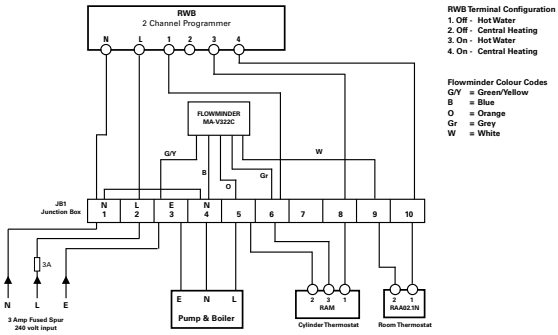 RWB
2 Channel Programmer
N L 1 2 3 4
RWB Terminal Configuration
1. Off - Hot Water
2. Off - Central Heating
3. On - Hot Water
4. On - Central Heating
Flowminder Colour Codes
G/Y = Green/Yellow
B = Blue
O = Orange
Gr = Grey
W = White
FLOWMINDER
MA-V322C
G/Y
B
O
Gr
W
JB1
Junction Box
N L E N
1 2 3 4 5 6 7 8 9 10
3A
N L E
3 Amp Fused Spur
240 volt input
E N L
Pump & Boiler
2 3 1
RAM
Cylinder Thermostat
2 1
RAA02.1N
Room Thermostat